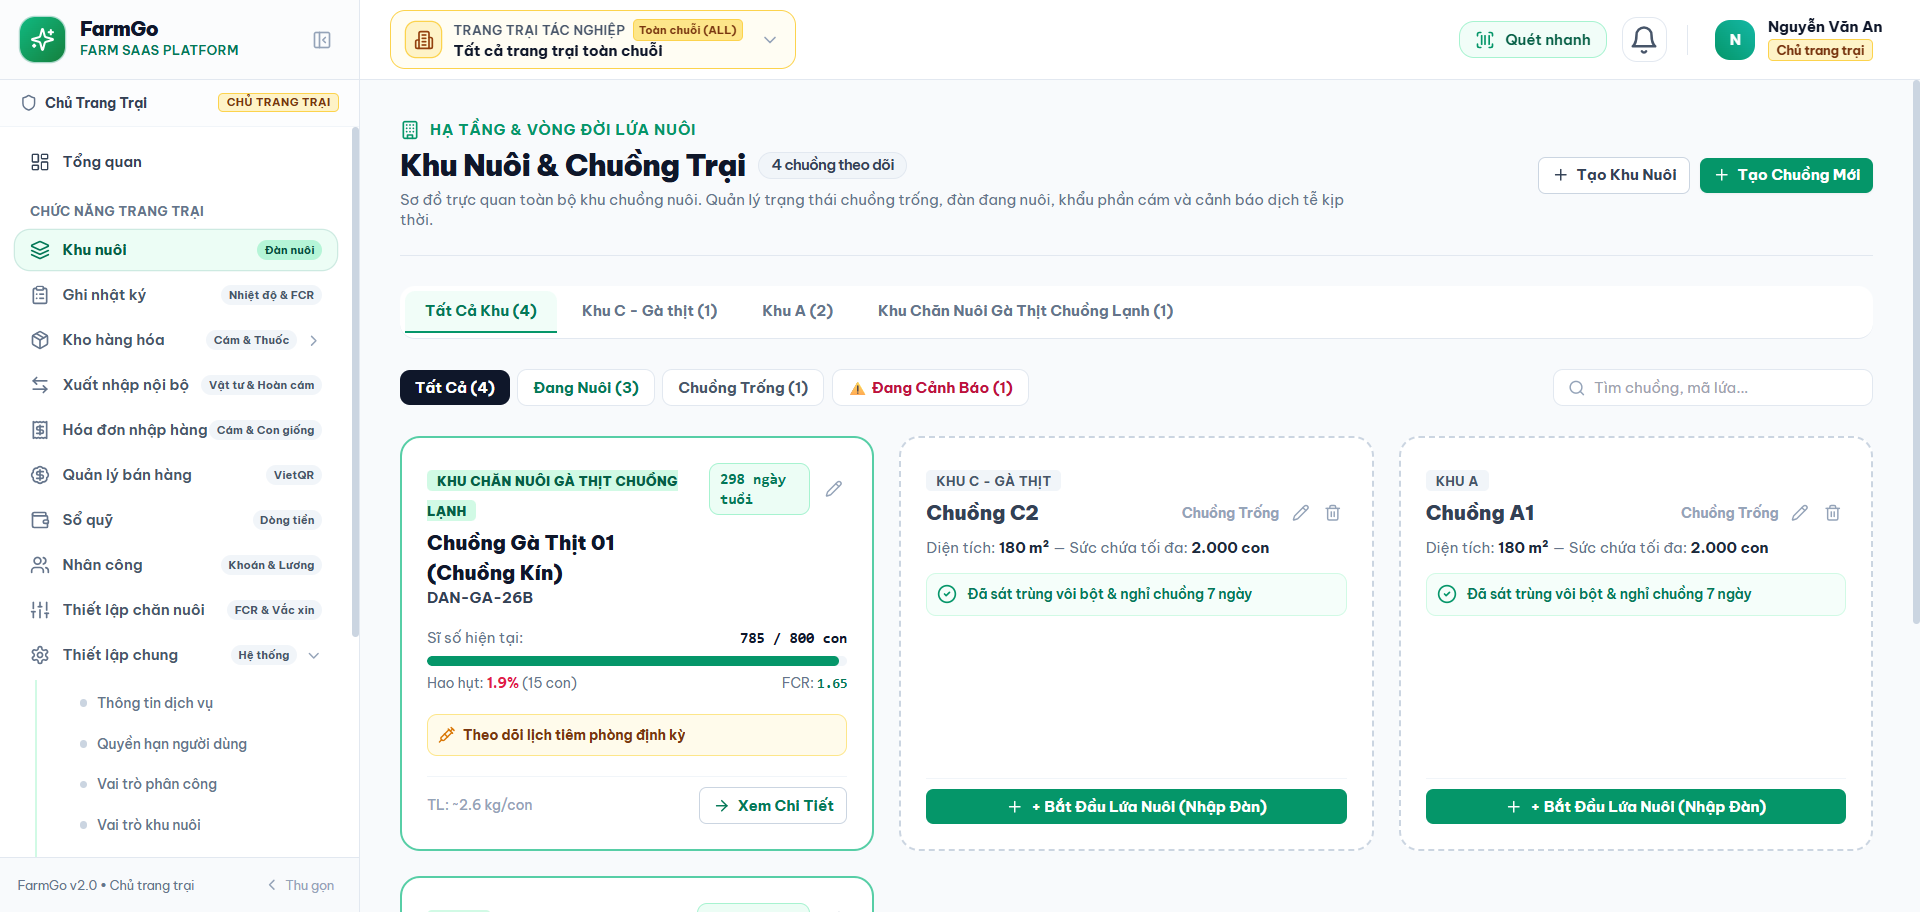 FarmGo
FARM SAAS PLATFORM
TRANG TRẠI TÁC NGHIỆP Toàn chuỗi (ALL)
Tất cả trang trại toàn chuỗi
Quét nhanh
N
Nguyễn Văn An
Chủ trang trại
Chủ Trang Trại CHỦ TRANG TRẠI
Tổng quan
CHỨC NĂNG TRANG TRẠI
Khu nuôi Đàn nuôi
Ghi nhật ký Nhiệt độ & FCR
Kho hàng hóa Cám & Thuốc
Xuất nhập nội bộ Vật tư & Hoàn cám
Hóa đơn nhập hàng Cám & Con giống
Quản lý bán hàng VietQR
Sổ quỹ Dòng tiền
Nhân công Khoán & Lương
Thiết lập chăn nuôi FCR & Vắc xin
Thiết lập chung Hệ thống
Thông tin dịch vụ
Quyền hạn người dùng
Vai trò phân công
Vai trò khu nuôi
FarmGo v2.0 • Chủ trang trại Thu gọn
HẠ TẦNG & VÒNG ĐỜI LỨA NUÔI
Khu Nuôi & Chuồng Trại 4 chuồng theo dõi
Sơ đồ trực quan toàn bộ khu chuồng nuôi. Quản lý trạng thái chuồng trống, đàn đang nuôi, khẩu phần cám và cảnh báo dịch tễ kịp
thời.
Tạo Khu Nuôi Tạo Chuồng Mới
Tất Cả Khu (4) Khu C - Gà thịt (1) Khu A (2) Khu Chăn Nuôi Gà Thịt Chuồng Lạnh (1)
Tất Cả (4) Đang Nuôi (3) Chuồng Trống (1) Đang Cảnh Báo (1) Tìm chuồng, mã lứa...
KHU CHĂN NUÔI GÀ THỊT CHUỒNG
LẠNH
298 ngày
tuổi
Chuồng Gà Thịt 01
(Chuồng Kín)
DAN-GA-26B
Sĩ số hiện tại: 785 / 800 con
Hao hụt: 1.9% (15 con) FCR: 1.65
Theo dõi lịch tiêm phòng định kỳ
TL: ~2.6 kg/con Xem Chi Tiết
KHU C - GÀ THỊT
Chuồng C2 Chuồng Trống
Diện tích: 180 m² — Sức chứa tối đa: 2.000 con
Đã sát trùng vôi bột & nghỉ chuồng 7 ngày
+ Bắt Đầu Lứa Nuôi (Nhập Đàn)
KHU A
Chuồng A1 Chuồng Trống
Diện tích: 180 m² — Sức chứa tối đa: 2.000 con
Đã sát trùng vôi bột & nghỉ chuồng 7 ngày
+ Bắt Đầu Lứa Nuôi (Nhập Đàn)